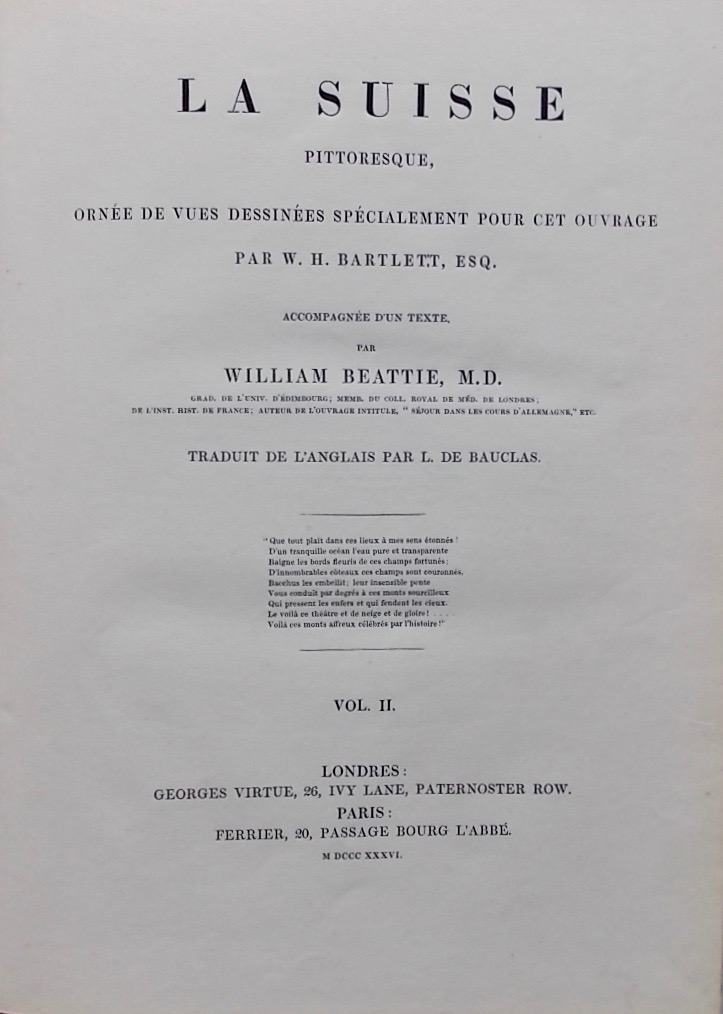 LA SUISSE
PITTORESQUE,
ORNÉE DE VUES DESSINÉES SPÉCIALEMENT POUR CET OUVRAGE
PAR W. H. BARTLETT, ESQ.
ACCOMPAGNÉE D'UN TEXTE,
PAR
WILLIAM BEATTIE, M.D.
GRAD. DE L'UNIV. D'ÉDIMBOURG; MEMB. DU COLL. ROYAL DE MÉD. DE LONDRES;
DE L'INST. HIST. DE FRANCE; AUTEUR DE L'OUVRAGE INTITULE, "SÉJOUR DANS LES COURS D'ALLEMAGNE," ETC.
TRADUIT DE L'ANGLAIS PAR L. DE BAUCLAS.
"Que tout plaît dans ces lieux à mes sens étonnés!
D'un tranquille océan l'eau pure et transparente
Baigne les bords fleuris de ces champs fortunés;
D'innombrables côteaux ces champs sont couronnés,
Bacchus les embellit; leur insensible pente
Vous conduit par degrés à ces monts sourcilleux
Qui pressent les enfers et qui fendent les cieux.
Le voilà ce théâtre et de neige et de gloire! . . . .
Voilà ces monts affreux célébrés par l'histoire!"
VOL. II.
LONDRES:
GEORGES VIRTUE, 26, IVY LANE, PATERNOSTER ROW.
PARIS:
FERRIER, 20, PASSAGE BOURG L'ABBÉ.
M DCCC XXXVI.